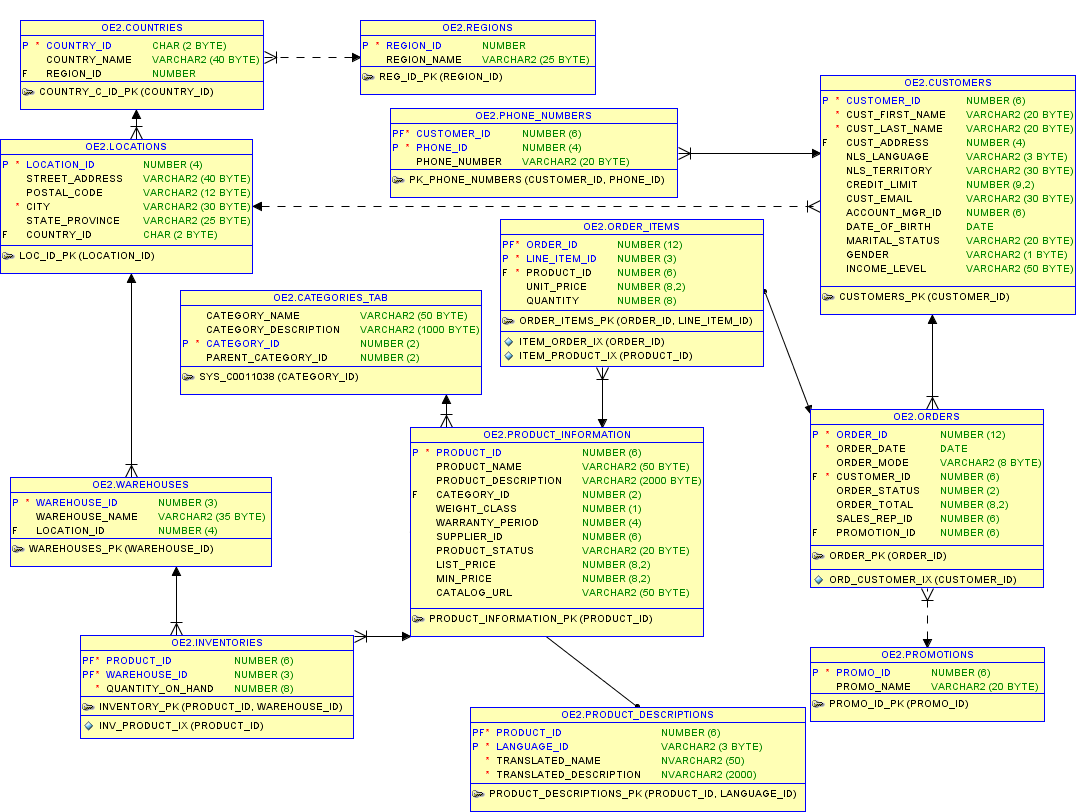 OE2.COUNTRIES
P * COUNTRY_ID CHAR (2 BYTE)
COUNTRY_NAME VARCHAR2 (40 BYTE)
F REGION_ID NUMBER
COUNTRY_C_ID_PK (COUNTRY_ID)
OE2.REGIONS
P * REGION_ID NUMBER
REGION_NAME VARCHAR2 (25 BYTE)
REG_ID_PK (REGION_ID)
OE2.CUSTOMERS
P * CUSTOMER_ID NUMBER (6)
* CUST_FIRST_NAME VARCHAR2 (20 BYTE)
* CUST_LAST_NAME VARCHAR2 (20 BYTE)
F CUST_ADDRESS NUMBER (4)
NLS_LANGUAGE VARCHAR2 (3 BYTE)
NLS_TERRITORY VARCHAR2 (30 BYTE)
CREDIT_LIMIT NUMBER (9,2)
CUST_EMAIL VARCHAR2 (30 BYTE)
ACCOUNT_MGR_ID NUMBER (6)
DATE_OF_BIRTH DATE
MARITAL_STATUS VARCHAR2 (20 BYTE)
GENDER VARCHAR2 (1 BYTE)
INCOME_LEVEL VARCHAR2 (50 BYTE)
CUSTOMERS_PK (CUSTOMER_ID)
OE2.PHONE_NUMBERS
PF* CUSTOMER_ID NUMBER (6)
P * PHONE_ID NUMBER (4)
PHONE_NUMBER VARCHAR2 (20 BYTE)
PK_PHONE_NUMBERS (CUSTOMER_ID, PHONE_ID)
OE2.LOCATIONS
P * LOCATION_ID NUMBER (4)
STREET_ADDRESS VARCHAR2 (40 BYTE)
POSTAL_CODE VARCHAR2 (12 BYTE)
* CITY VARCHAR2 (30 BYTE)
STATE_PROVINCE VARCHAR2 (25 BYTE)
F COUNTRY_ID CHAR (2 BYTE)
LOC_ID_PK (LOCATION_ID)
OE2.ORDER_ITEMS
PF* ORDER_ID NUMBER (12)
P * LINE_ITEM_ID NUMBER (3)
F * PRODUCT_ID NUMBER (6)
UNIT_PRICE NUMBER (8,2)
QUANTITY NUMBER (8)
ORDER_ITEMS_PK (ORDER_ID, LINE_ITEM_ID)
ITEM_ORDER_IX (ORDER_ID)
ITEM_PRODUCT_IX (PRODUCT_ID)
OE2.CATEGORIES_TAB
CATEGORY_NAME VARCHAR2 (50 BYTE)
CATEGORY_DESCRIPTION VARCHAR2 (1000 BYTE)
P * CATEGORY_ID NUMBER (2)
PARENT_CATEGORY_ID NUMBER (2)
SYS_C0011038 (CATEGORY_ID)
OE2.ORDERS
P * ORDER_ID NUMBER (12)
* ORDER_DATE DATE
ORDER_MODE VARCHAR2 (8 BYTE)
F * CUSTOMER_ID NUMBER (6)
ORDER_STATUS NUMBER (2)
ORDER_TOTAL NUMBER (8,2)
SALES_REP_ID NUMBER (6)
F PROMOTION_ID NUMBER (6)
ORDER_PK (ORDER_ID)
ORD_CUSTOMER_IX (CUSTOMER_ID)
OE2.PRODUCT_INFORMATION
P * PRODUCT_ID NUMBER (6)
PRODUCT_NAME VARCHAR2 (50 BYTE)
PRODUCT_DESCRIPTION VARCHAR2 (2000 BYTE)
F CATEGORY_ID NUMBER (2)
WEIGHT_CLASS NUMBER (1)
WARRANTY_PERIOD NUMBER (4)
SUPPLIER_ID NUMBER (6)
PRODUCT_STATUS VARCHAR2 (20 BYTE)
LIST_PRICE NUMBER (8,2)
MIN_PRICE NUMBER (8,2)
CATALOG_URL VARCHAR2 (50 BYTE)
PRODUCT_INFORMATION_PK (PRODUCT_ID)
OE2.WAREHOUSES
P * WAREHOUSE_ID NUMBER (3)
WAREHOUSE_NAME VARCHAR2 (35 BYTE)
F LOCATION_ID NUMBER (4)
WAREHOUSES_PK (WAREHOUSE_ID)
OE2.INVENTORIES
PF* PRODUCT_ID NUMBER (6)
PF* WAREHOUSE_ID NUMBER (3)
* QUANTITY_ON_HAND NUMBER (8)
INVENTORY_PK (PRODUCT_ID, WAREHOUSE_ID)
INV_PRODUCT_IX (PRODUCT_ID)
OE2.PROMOTIONS
P * PROMO_ID NUMBER (6)
PROMO_NAME VARCHAR2 (20 BYTE)
PROMO_ID_PK (PROMO_ID)
OE2.PRODUCT_DESCRIPTIONS
PF* PRODUCT_ID NUMBER (6)
P * LANGUAGE_ID VARCHAR2 (3 BYTE)
* TRANSLATED_NAME NVARCHAR2 (50)
* TRANSLATED_DESCRIPTION NVARCHAR2 (2000)
PRODUCT_DESCRIPTIONS_PK (PRODUCT_ID, LANGUAGE_ID)